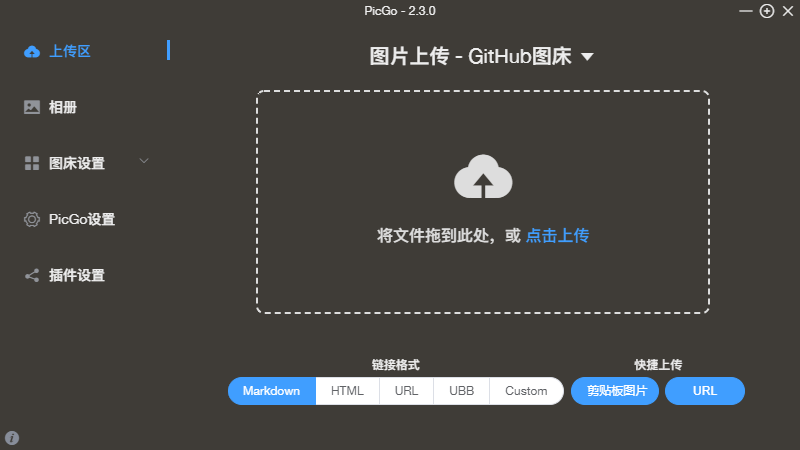 PicGo - 2.3.0
上传区
相册
图床设置
PicGo设置
插件设置
图片上传 - GitHub图床
将文件拖到此处，或 点击上传
链接格式
Markdown HTML URL UBB Custom
快捷上传
剪贴板图片 URL